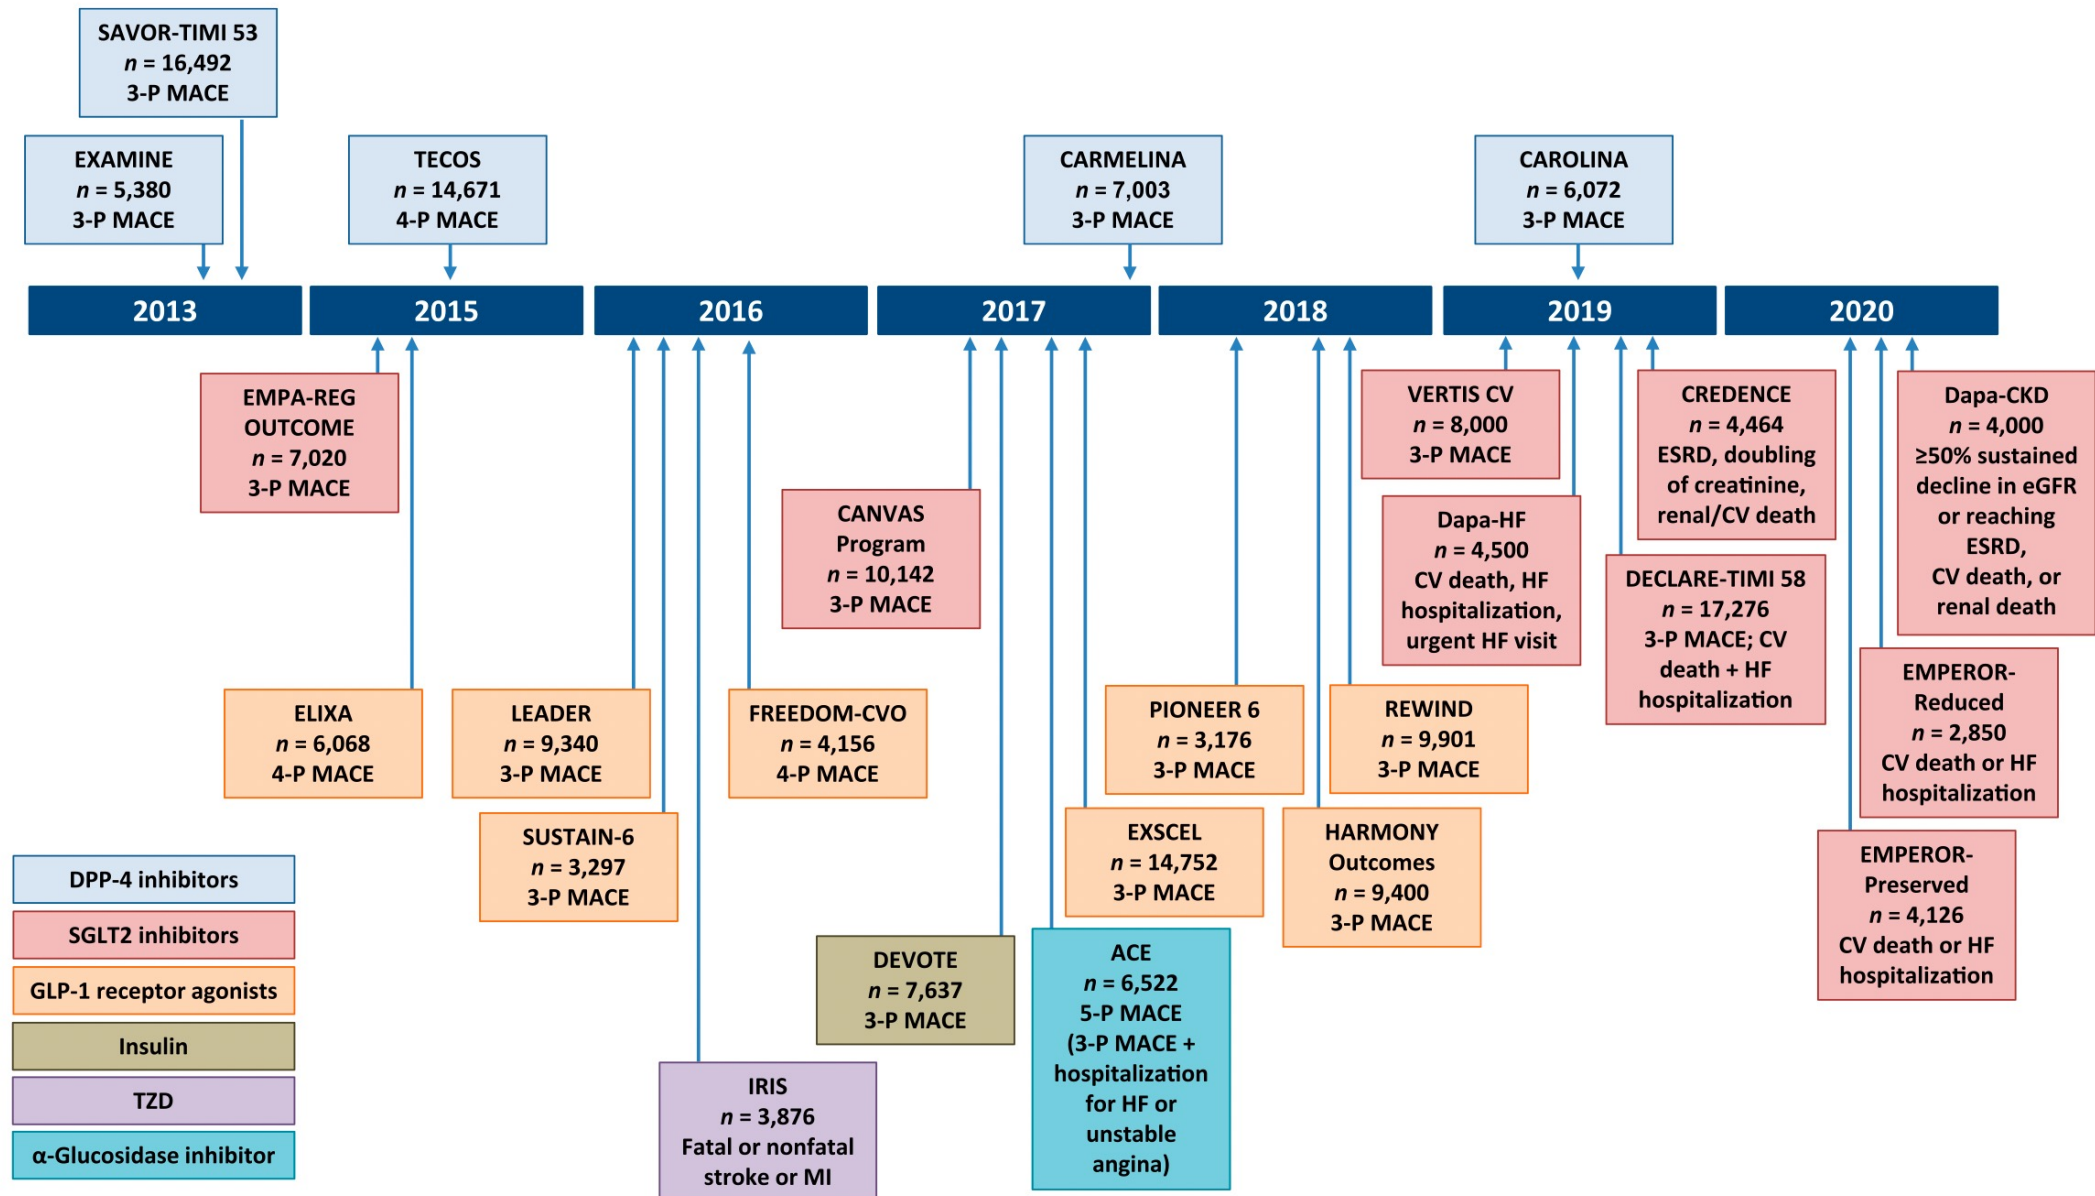 SAVOR-TIMI 53
n = 16,492
3-P MACE
EXAMINE
n = 5,380
3-P MACE
TECOS
n = 14,671
4-P MACE
CARMELINA
n = 7,003
3-P MACE
CAROLINA
n = 6,072
3-P MACE
2013
2015
2016
2017
2018
2019
2020
EMPA-REG
OUTCOME
n = 7,020
3-P MACE
CANVAS
Program
n = 10,142
3-P MACE
VERTIS CV
n = 8,000
3-P MACE
CREDENCE
n = 4,464
ESRD, doubling
of creatinine,
renal/CV death
Dapa-CKD
n = 4,000
≥50% sustained
decline in eGFR
or reaching
ESRD,
CV death, or
renal death
Dapa-HF
n = 4,500
CV death, HF
hospitalization,
urgent HF visit
DECLARE-TIMI 58
n = 17,276
3-P MACE; CV
death + HF
hospitalization
EMPEROR-
Reduced
n = 2,850
CV death or HF
hospitalization
EMPEROR-
Preserved
n = 4,126
CV death or HF
hospitalization
ELIXA
n = 6,068
4-P MACE
LEADER
n = 9,340
3-P MACE
FREEDOM-CVO
n = 4,156
4-P MACE
PIONEER 6
n = 3,176
3-P MACE
REWIND
n = 9,901
3-P MACE
SUSTAIN-6
n = 3,297
3-P MACE
EXSCEL
n = 14,752
3-P MACE
HARMONY
Outcomes
n = 9,400
3-P MACE
DEVOTE
n = 7,637
3-P MACE
ACE
n = 6,522
5-P MACE
(3-P MACE +
hospitalization
for HF or
unstable
angina)
IRIS
n = 3,876
Fatal or nonfatal
stroke or MI
DPP-4 inhibitors
SGLT2 inhibitors
GLP-1 receptor agonists
Insulin
TZD
α-Glucosidase inhibitor